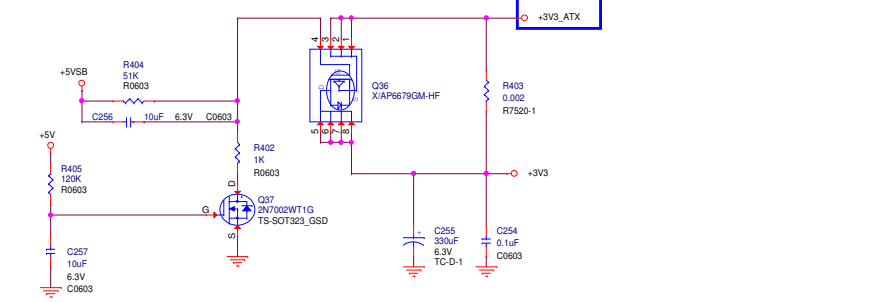 +3V3_ATX
4
3
2
1
R404
51K
R0603
+5VSB
Q36
X/AP6679GM-HF
D
S
R403
0.002
R7520-1
C256
10uF
6.3V
C0603
5
6
7
8
+5V
R402
1K
R0603
R405
120K
R0603
+3V3
D
Q37
2N7002WT1G
TS-SOT323_GSD
G
S
C255
330uF
6.3V
TC-D-1
+
C254
0.1uF
C0603
C257
10uF
6.3V
C0603